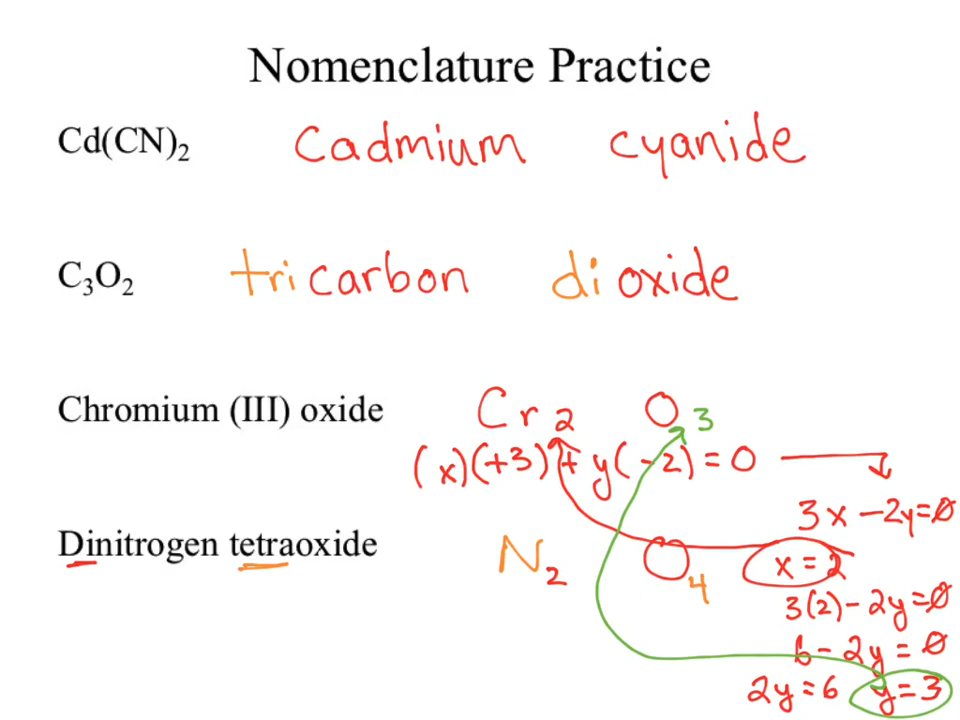 Nomenclature Practice
Cd(CN)₂ Cadmium cyanide
C₃O₂ tricarbon dioxide
Chromium (III) oxide Cr₂ O₃
(x)(+3) + y(-2) = 0
3x - 2y = 0
Dinitrogen tetraoxide N₂ O₄
x = 2
3(2) - 2y = 0
6 - 2y = 0
2y = 6 y = 3